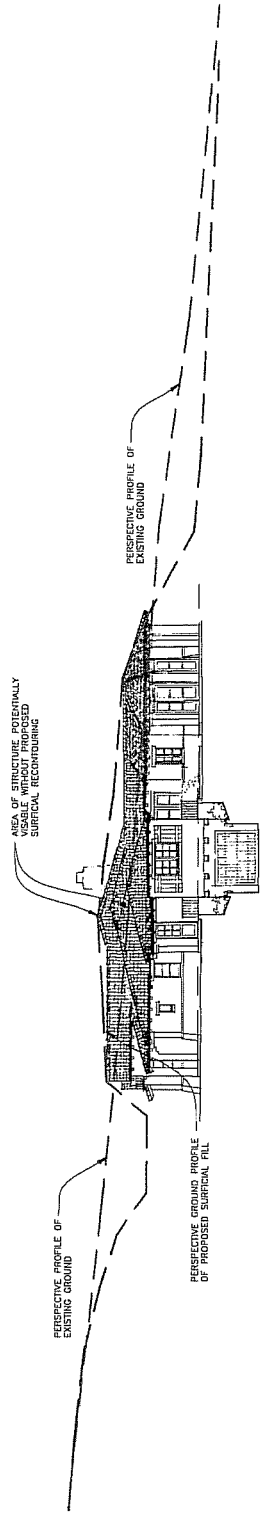 PERSPECTIVE PROFILE OF
EXISTING GROUND
PERSPECTIVE GROUND PROFILE
OF PROPOSED SURFICIAL FILL
AREA OF STRUCTURE POTENTIALLY
VISABLE WITHOUT PROPOSED
SURFICIAL RECONTOURING
PERSPECTIVE PROFILE OF
EXISTING GROUND